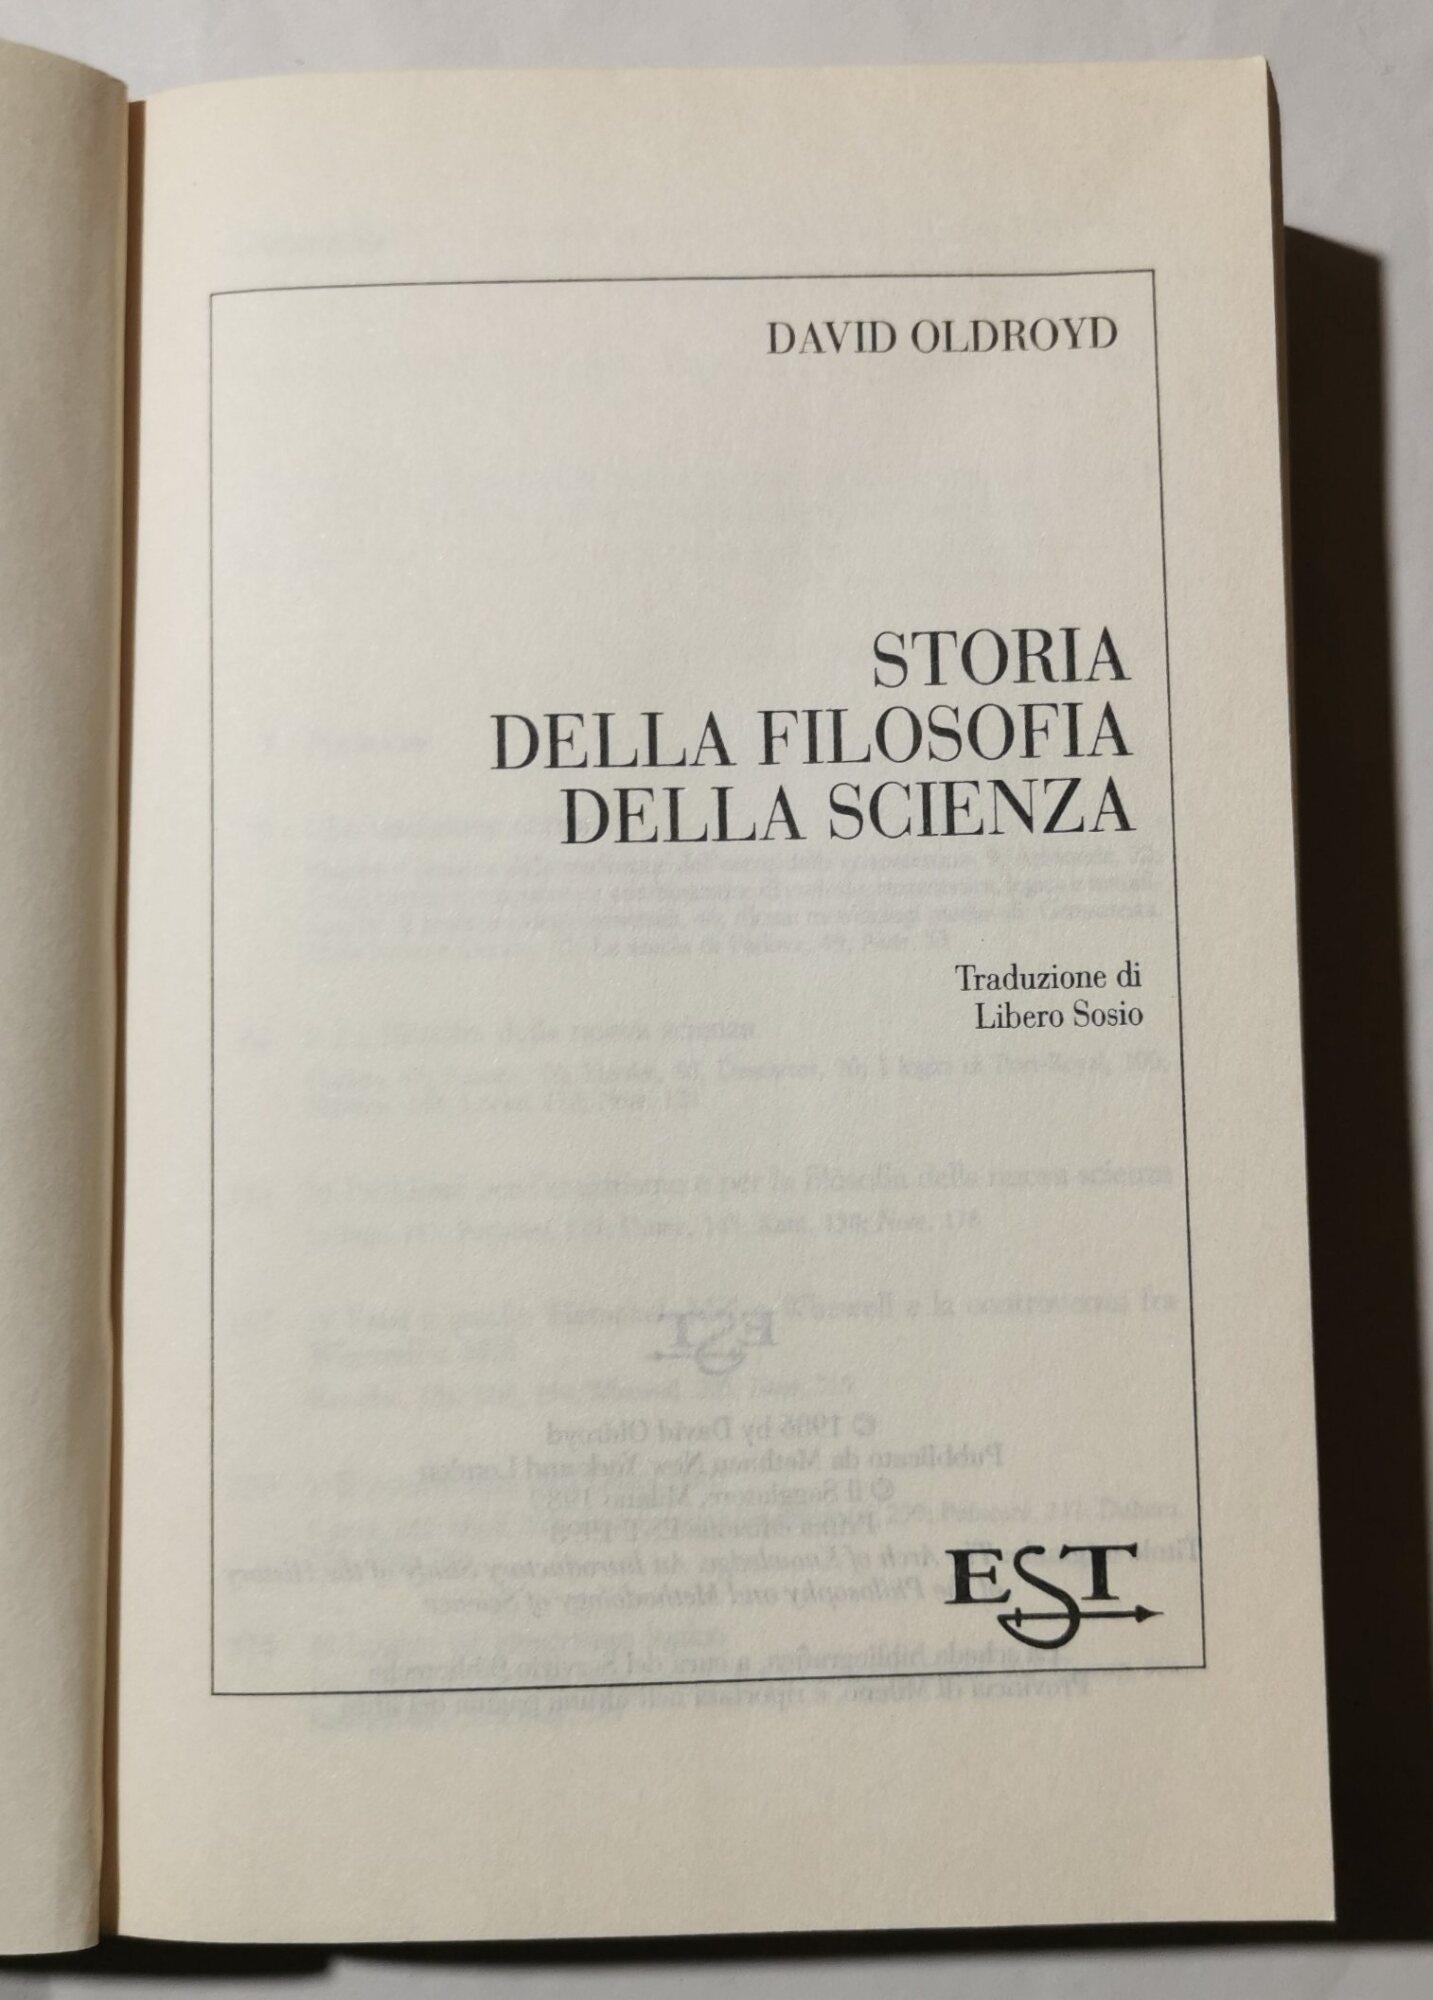 DAVID OLDROYD
STORIA
DELLA FILOSOFIA
DELLA SCIENZA
Traduzione di
Libero Sosio
EST